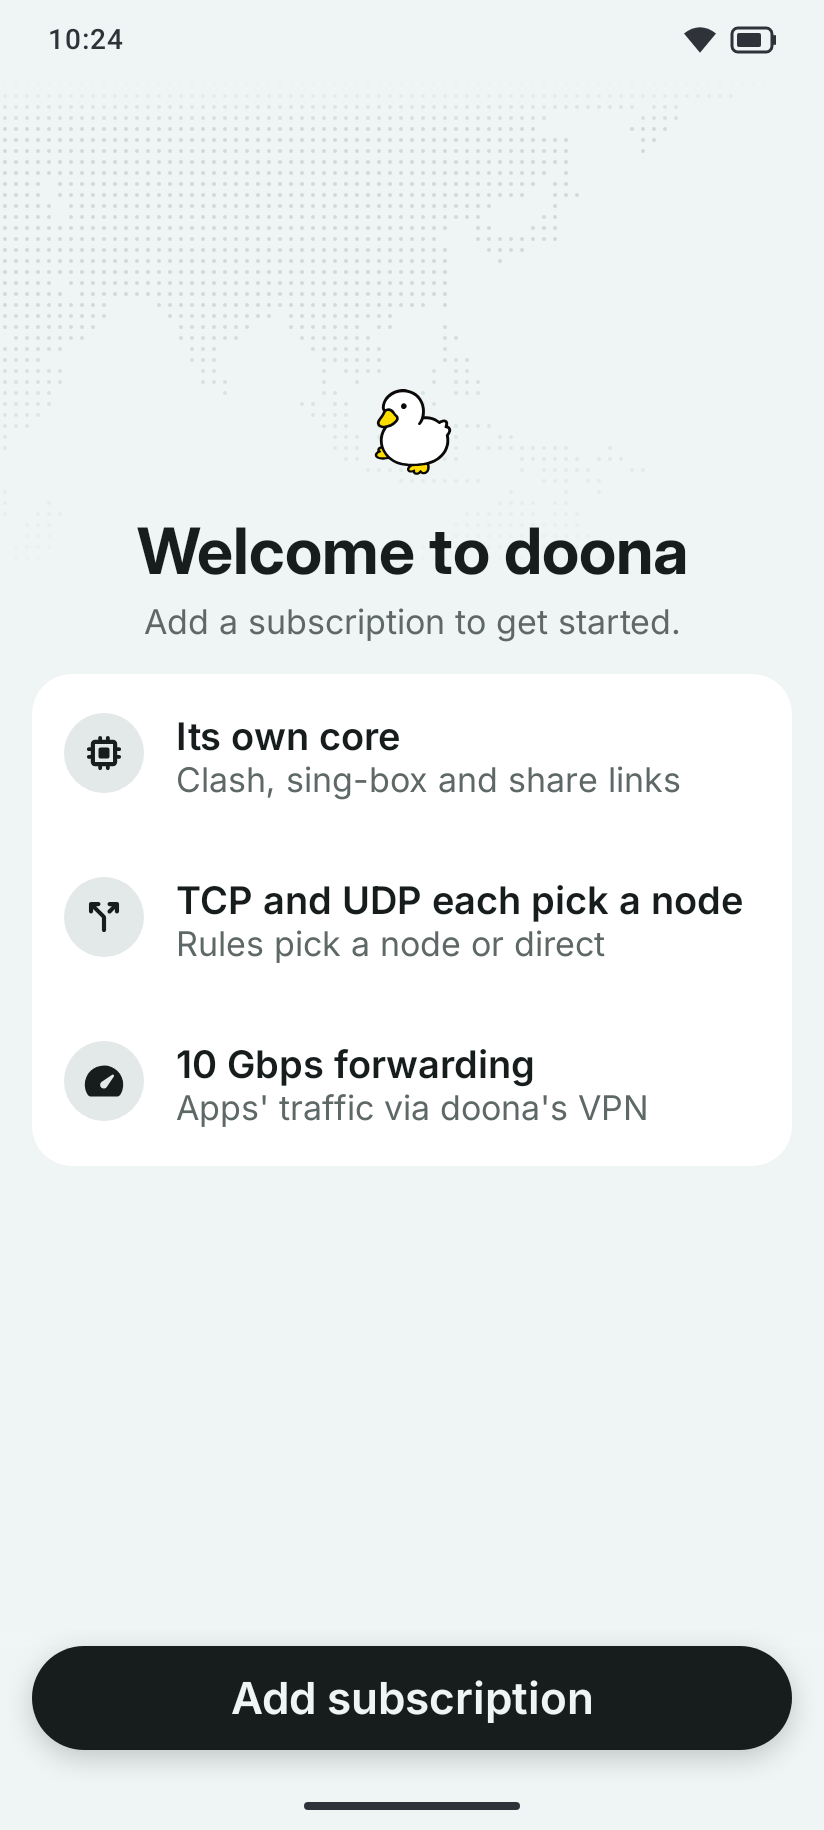 10:24
Welcome to doona
Add a subscription to get started.
Its own core
Clash, sing-box and share links
TCP and UDP each pick a node
Rules pick a node or direct
10 Gbps forwarding
Apps' traffic via doona's VPN
Add subscription